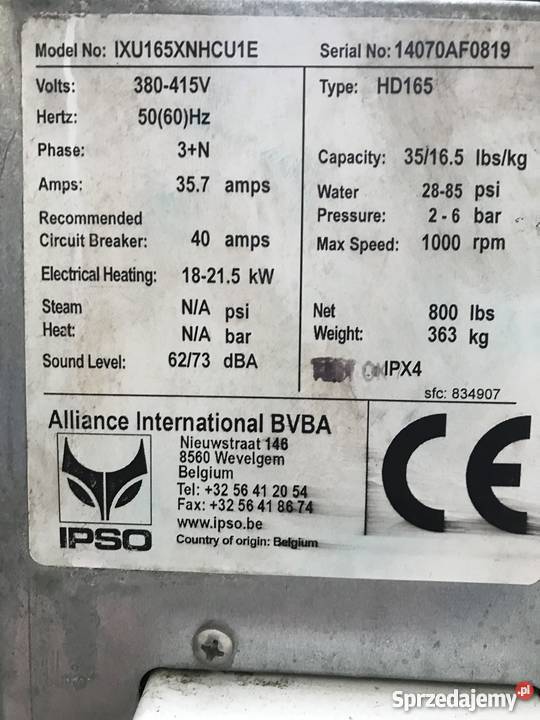 Model No: IXU165XNHCU1E Serial No: 14070AF0819
Volts: 380-415V
Hertz: 50(60)Hz
Phase: 3+N
Amps: 35.7 amps
Recommended
Circuit Breaker: 40 amps
Electrical Heating: 18-21.5 kW
Steam N/A psi
Heat: N/A bar
Sound Level: 62/73 dBA
Type: HD165
Capacity: 35/16.5 lbs/kg
Water 28-85 psi
Pressure: 2 - 6 bar
Max Speed: 1000 rpm
Net 800 lbs
Weight: 363 kg
IPX4
sfc: 834907
Alliance International BVBA
Nieuwstraat 146
8560 Wevelgem
Belgium
Tel: +32 56 41 20 54
Fax: +32 56 41 86 74
www.ipso.be
Country of origin: Belgium
IPSO
CE
Sprzedajemy.pl